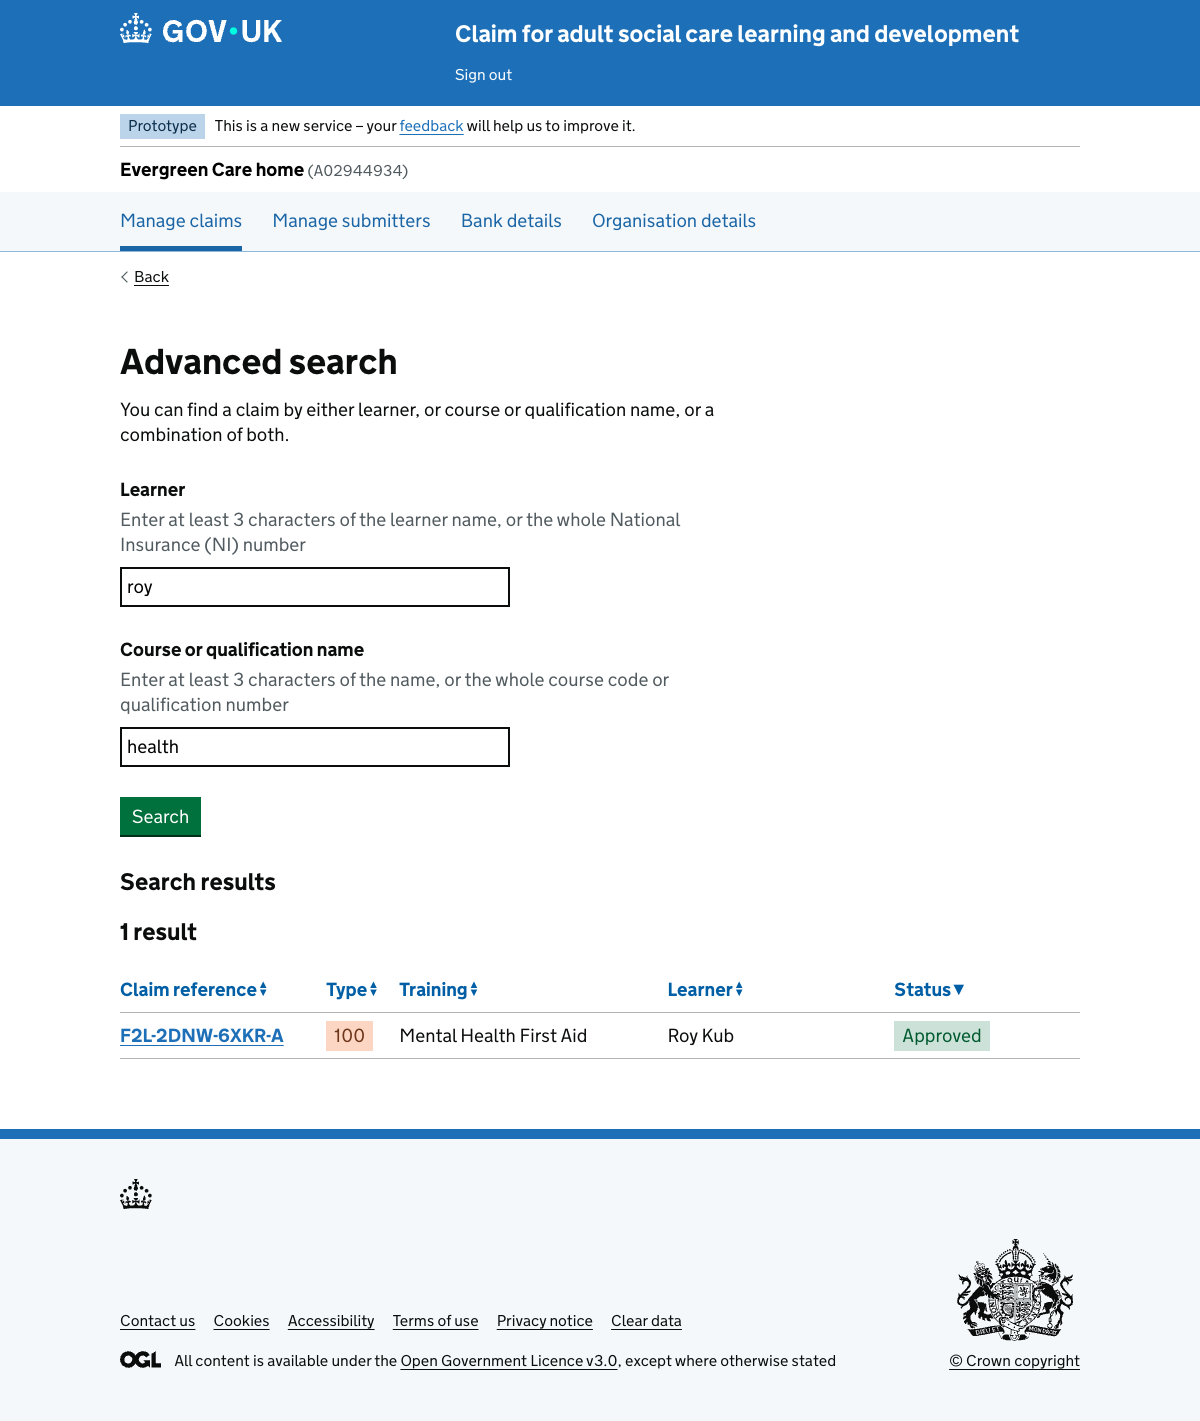 GOV·UK
Claim for adult social care learning and development
Sign out
Prototype This is a new service – your feedback will help us to improve it.
Evergreen Care home (A02944934)
Manage claims Manage submitters Bank details Organisation details
Back
Advanced search
You can find a claim by either learner, or course or qualification name, or a
combination of both.
Learner
Enter at least 3 characters of the learner name, or the whole National
Insurance (NI) number
roy
Course or qualification name
Enter at least 3 characters of the name, or the whole course code or
qualification number
health
Search
Search results
1 result
Claim reference Type Training Learner Status
F2L-2DNW-6XKR-A 100 Mental Health First Aid Roy Kub Approved
Contact us Cookies Accessibility Terms of use Privacy notice Clear data
OGL All content is available under the Open Government Licence v3.0, except where otherwise stated
© Crown copyright